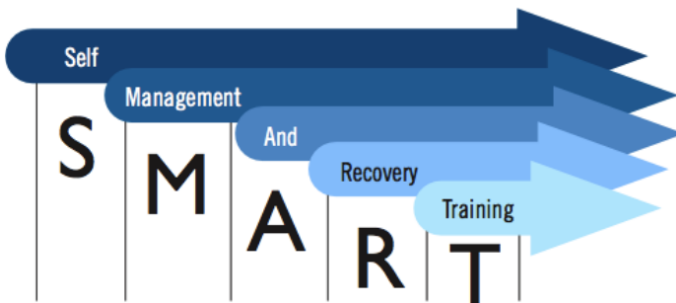 Self
Management
And
Recovery
Training
S
M
A
R
T